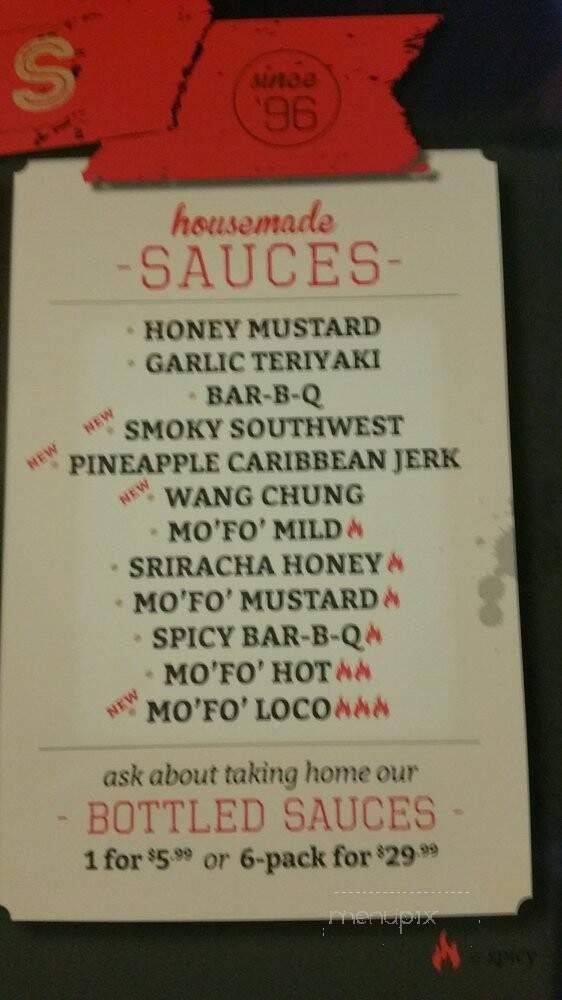 S
since
'96
housemade
-SAUCES-
• HONEY MUSTARD
• GARLIC TERIYAKI
• BAR-B-Q
NEW • SMOKY SOUTHWEST
NEW • PINEAPPLE CARIBBEAN JERK
NEW • WANG CHUNG
• MO'FO' MILD
• SRIRACHA HONEY
• MO'FO' MUSTARD
• SPICY BAR-B-Q
• MO'FO' HOT
NEW • MO'FO' LOCO
ask about taking home our
- BOTTLED SAUCES -
1 for $5.99 or 6-pack for $29.99
menupix
= spicy